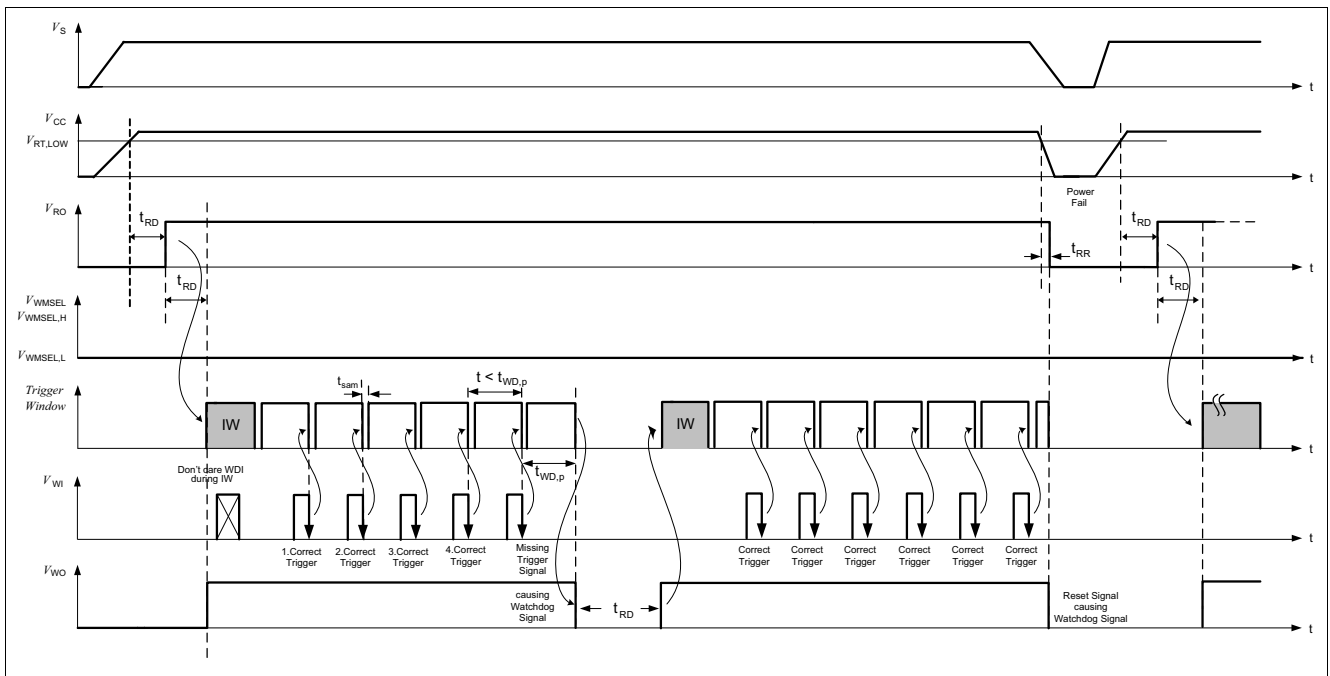 VS
t
VCC
VRT,LOW
Power
Fail
t
VRO
tRD
tRD
tRR
tRD
tRD
t
VWMSEL
VWMSEL,H
VWMSEL,L
t
Trigger
Window
IW
tsam
t < tWD,p
tWD,p
IW
t
Don't care WDI
during IW
VWI
t
1.Correct
Trigger
2.Correct
Trigger
3.Correct
Trigger
4.Correct
Trigger
Missing
Trigger
Signal
Correct
Trigger
Correct
Trigger
Correct
Trigger
Correct
Trigger
Correct
Trigger
Correct
Trigger
VWO
causing
Watchdog
Signal
tRD
Reset Signal
causing
Watchdog Signal
t